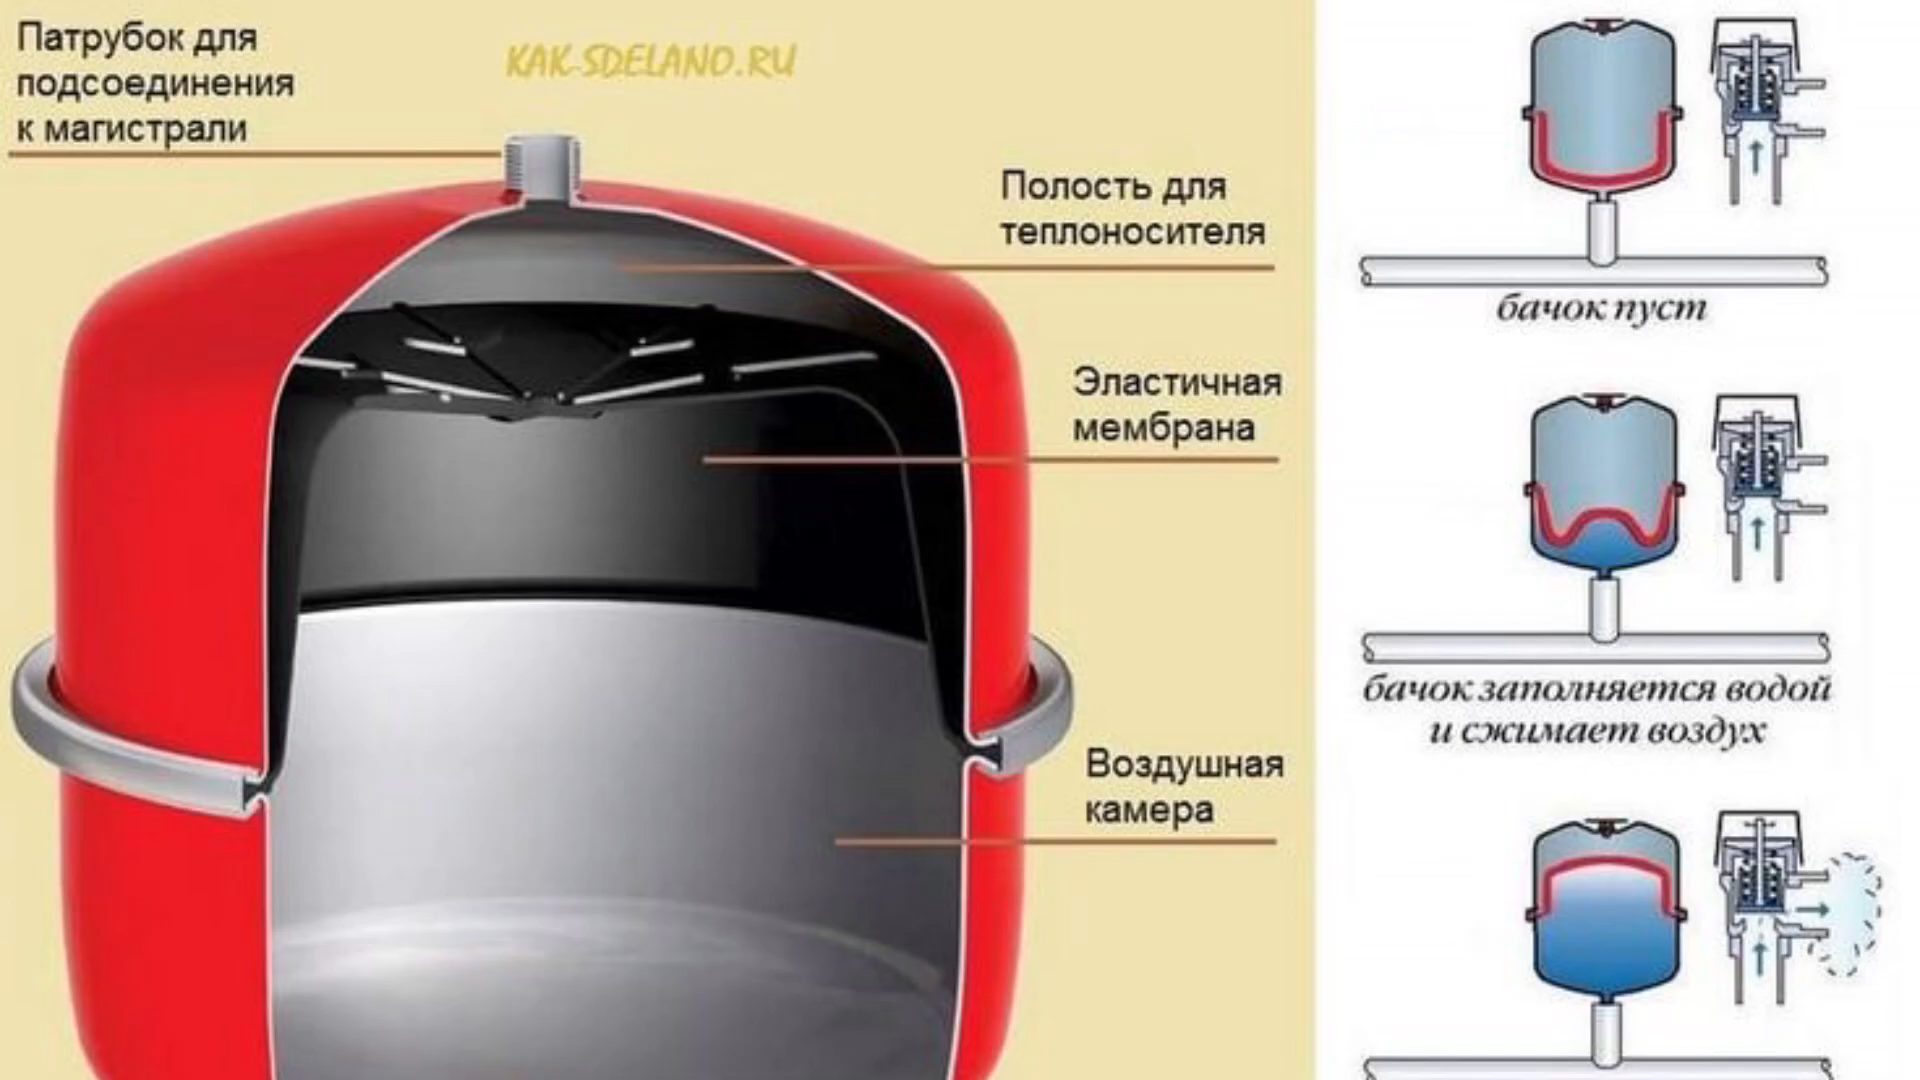 Патрубок для
подсоединения
к магистрали
KAK-SDELANO.RU
Полость для
теплоносителя
Эластичная
мембрана
Воздушная
камера
бачок пуст
бачок заполняется водой
и сжимает воздух